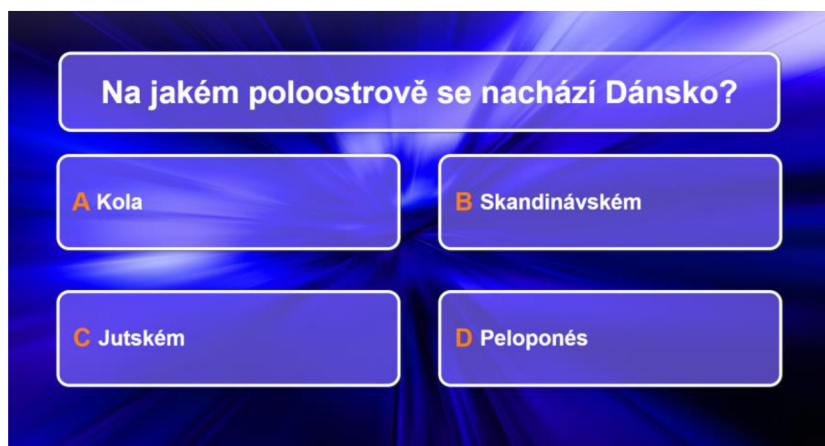 Na jakém poloostrově se nachází Dánsko?
A Kola
B Skandinávském
C Jutském
D Peloponés